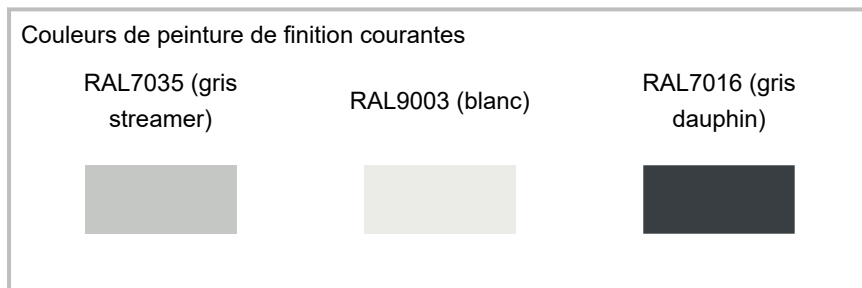 Couleurs de peinture de finition courantes
RAL7035 (gris
streamer)
RAL9003 (blanc)
RAL7016 (gris
dauphin)